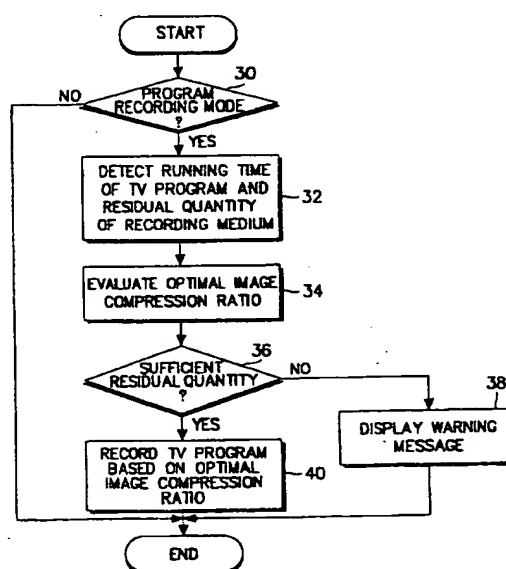 START
30
PROGRAM
RECORDING MODE
?
NO
YES
DETECT RUNNING TIME
OF TV PROGRAM AND
RESIDUAL QUANTITY
OF RECORDING MEDIUM
32
EVALUATE OPTIMAL IMAGE
COMPRESSION RATIO
34
36
SUFFICIENT
RESIDUAL QUANTITY
?
NO
YES
38
DISPLAY WARNING
MESSAGE
RECORD TV PROGRAM
BASED ON OPTIMAL
IMAGE COMPRESSION
RATIO
40
END